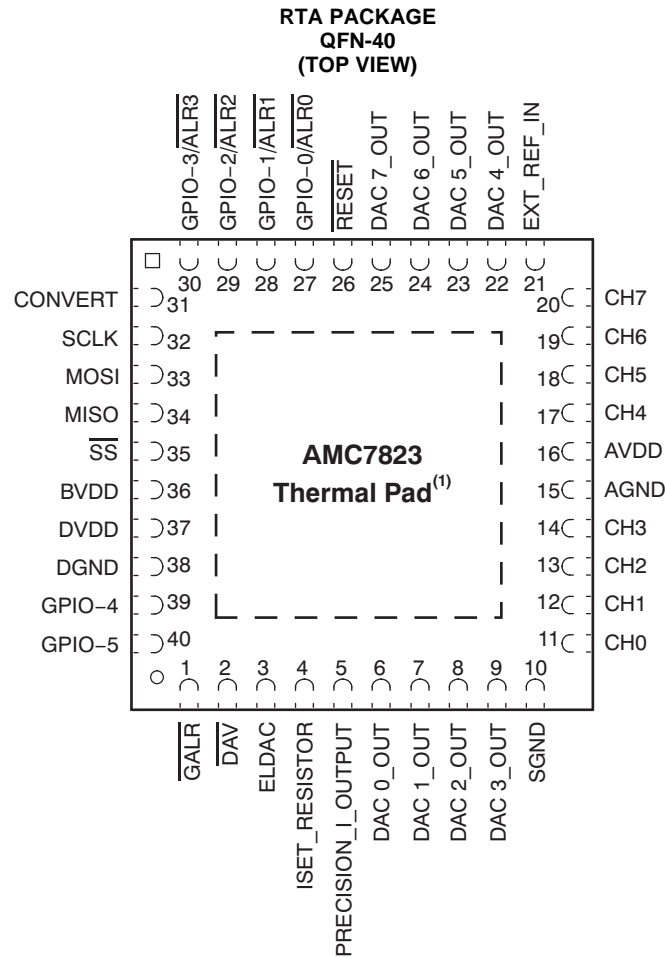 RTA PACKAGE
QFN-40
(TOP VIEW)
GPIO–3/ALR3
GPIO–2/ALR2
GPIO–1/ALR1
GPIO–0/ALR0
RESET
DAC 7_OUT
DAC 6_OUT
DAC 5_OUT
DAC 4_OUT
EXT_REF_IN
30 29 28 27 26 25 24 23 22 21
CONVERT 31
SCLK 32
MOSI 33
MISO 34
SS 35
BVDD 36
DVDD 37
DGND 38
GPIO–4 39
GPIO–5 40
AMC7823
Thermal Pad(1)
20 CH7
19 CH6
18 CH5
17 CH4
16 AVDD
15 AGND
14 CH3
13 CH2
12 CH1
11 CH0
1 2 3 4 5 6 7 8 9 10
GALR
DAV
ELDAC
ISET_RESISTOR
PRECISION_I_OUTPUT
DAC 0_OUT
DAC 1_OUT
DAC 2_OUT
DAC 3_OUT
SGND